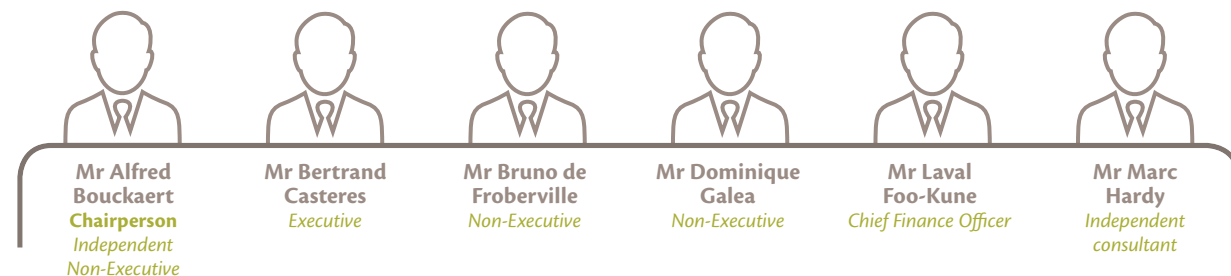 Mr Alfred
Bouckaert
Chairperson
Independent
Non-Executive
Mr Bertrand
Casteres
Executive
Mr Bruno de
Froberville
Non-Executive
Mr Dominique
Galea
Non-Executive
Mr Laval
Foo-Kune
Chief Finance Officer
Mr Marc
Hardy
Independent
consultant